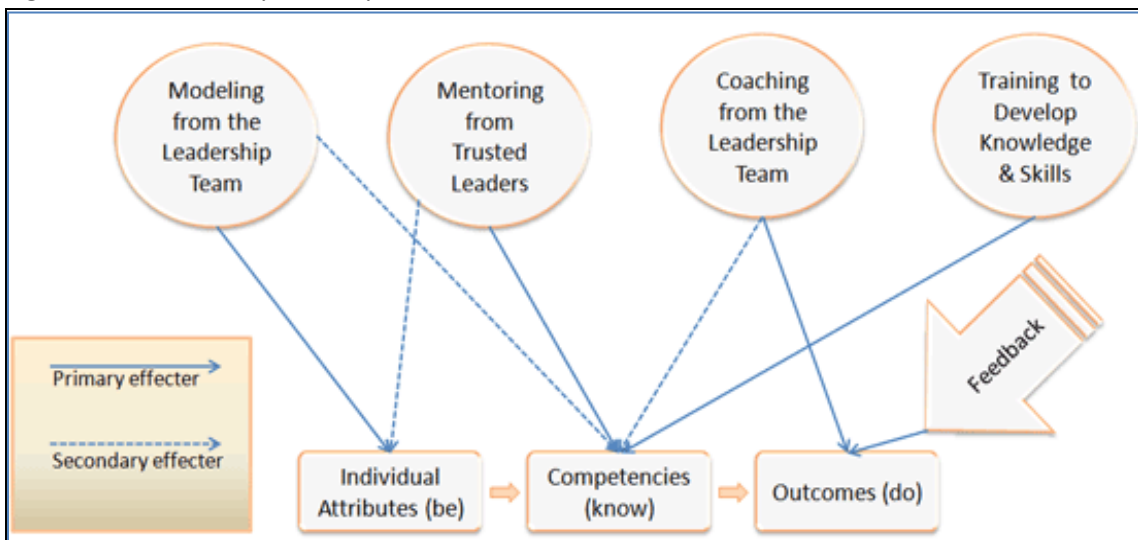 Modeling
from the
Leadership
Team
Mentoring
from
Trusted
Leaders
Coaching
from the
Leadership
Team
Training to
Develop
Knowledge
& Skills
Feedback
Primary effecter
Secondary effecter
Individual
Attributes (be)
Competencies
(know)
Outcomes (do)